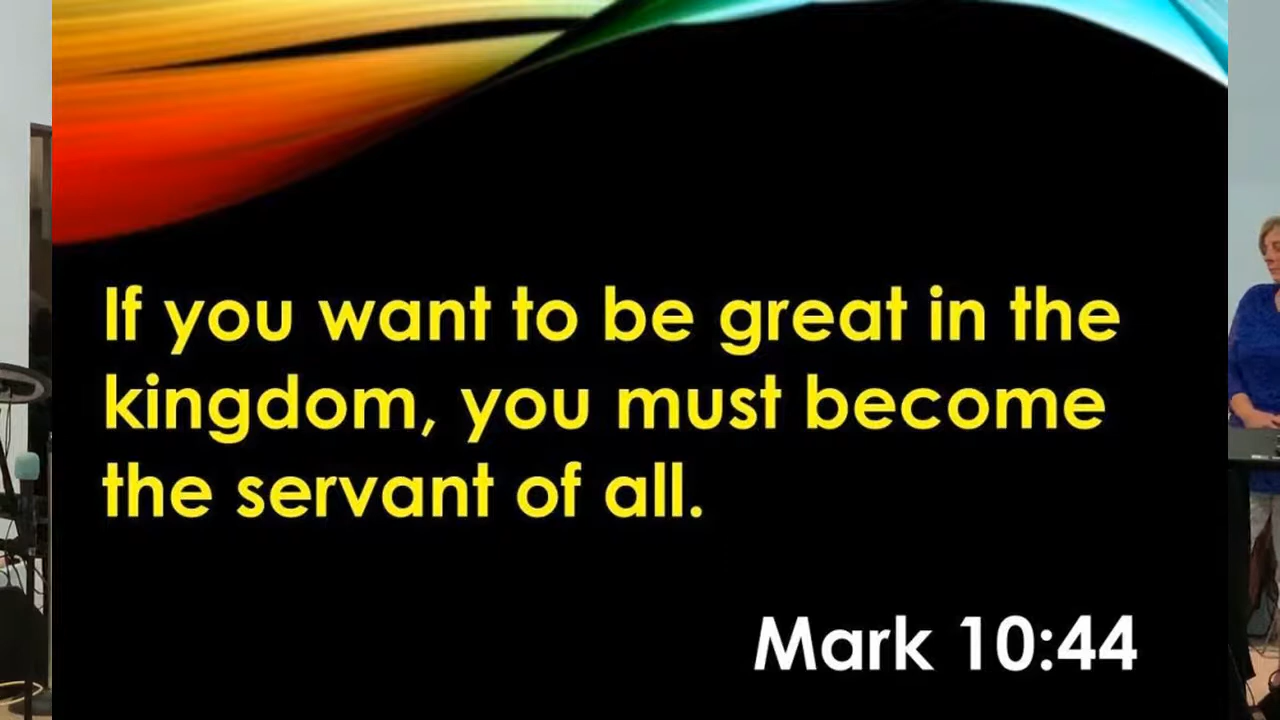 If you want to be great in the
kingdom, you must become
the servant of all.
Mark 10:44